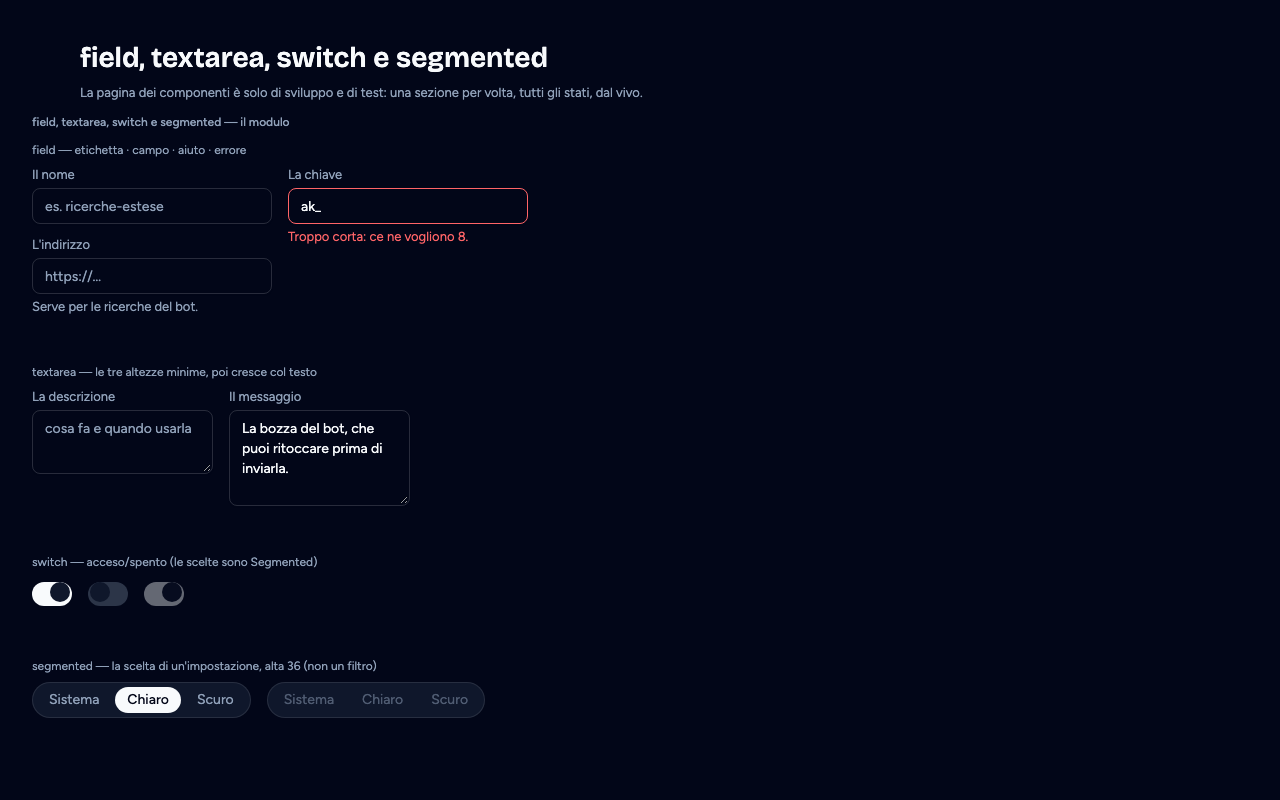 field, textarea, switch e segmented
La pagina dei componenti è solo di sviluppo e di test: una sezione per volta, tutti gli stati, dal vivo.
field, textarea, switch e segmented — il modulo
field — etichetta · campo · aiuto · errore
Il nome
es. ricerche-estese
La chiave
ak_
Troppo corta: ce ne vogliono 8.
L'indirizzo
https://...
Serve per le ricerche del bot.
textarea — le tre altezze minime, poi cresce col testo
La descrizione
cosa fa e quando usarla
Il messaggio
La bozza del bot, che
puoi ritoccare prima di
inviarla.
switch — acceso/spento (le scelte sono Segmented)
segmented — la scelta di un'impostazione, alta 36 (non un filtro)
Sistema Chiaro Scuro
Sistema Chiaro Scuro